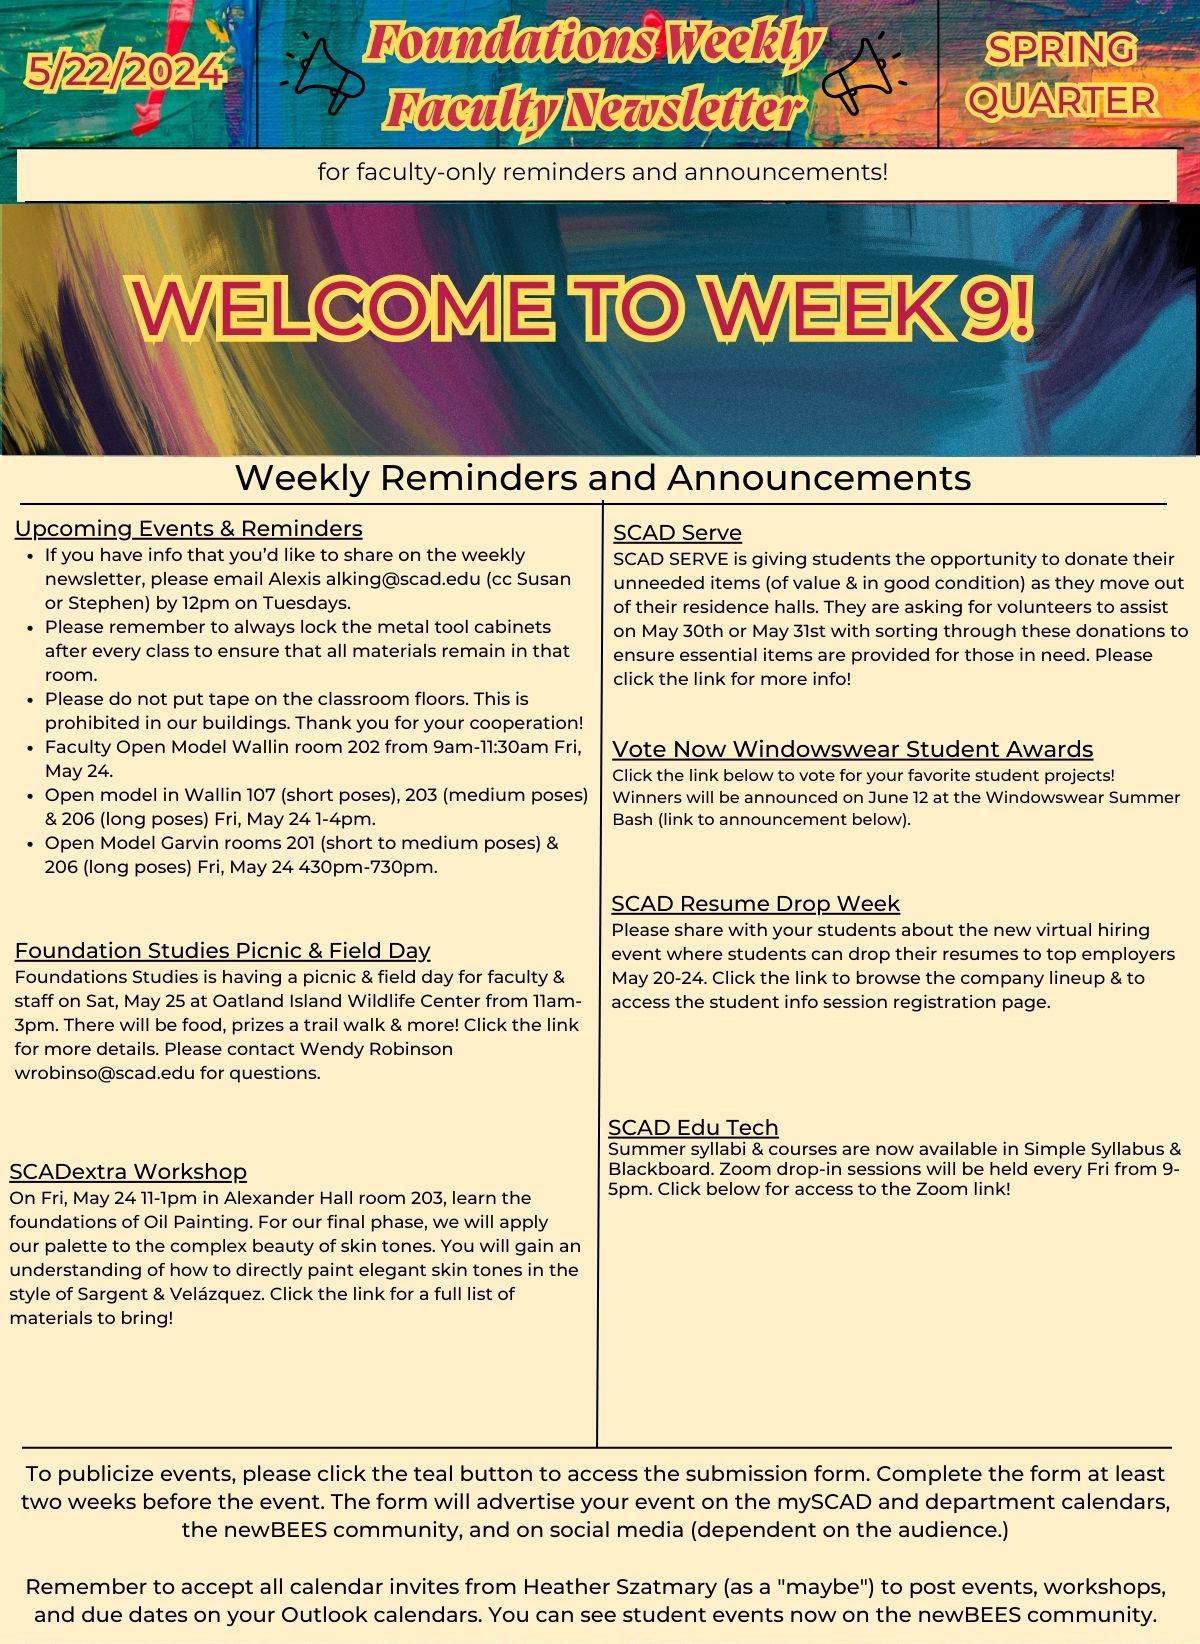 5/22/2024
Foundations Weekly
Faculty Newsletter
SPRING
QUARTER
for faculty-only reminders and announcements!
WELCOME TO WEEK 9!
Weekly Reminders and Announcements
Upcoming Events & Reminders
• If you have info that you’d like to share on the weekly
newsletter, please email Alexis alking@scad.edu (cc Susan
or Stephen) by 12pm on Tuesdays.
• Please remember to always lock the metal tool cabinets
after every class to ensure that all materials remain in that
room.
• Please do not put tape on the classroom floors. This is
prohibited in our buildings. Thank you for your cooperation!
• Faculty Open Model Wallin room 202 from 9am-11:30am Fri,
May 24.
• Open model in Wallin 107 (short poses), 203 (medium poses)
& 206 (long poses) Fri, May 24 1-4pm.
• Open Model Garvin rooms 201 (short to medium poses) &
206 (long poses) Fri, May 24 430pm-730pm.
Foundation Studies Picnic & Field Day
Foundations Studies is having a picnic & field day for faculty &
staff on Sat, May 25 at Oatland Island Wildlife Center from 11am-
3pm. There will be food, prizes a trail walk & more! Click the link
for more details. Please contact Wendy Robinson
wrobinso@scad.edu for questions.
SCADextra Workshop
On Fri, May 24 11-1pm in Alexander Hall room 203, learn the
foundations of Oil Painting. For our final phase, we will apply
our palette to the complex beauty of skin tones. You will gain an
understanding of how to directly paint elegant skin tones in the
style of Sargent & Velázquez. Click the link for a full list of
materials to bring!
SCAD Serve
SCAD SERVE is giving students the opportunity to donate their
unneeded items (of value & in good condition) as they move out
of their residence halls. They are asking for volunteers to assist
on May 30th or May 31st with sorting through these donations to
ensure essential items are provided for those in need. Please
click the link for more info!
Vote Now Windowswear Student Awards
Click the link below to vote for your favorite student projects!
Winners will be announced on June 12 at the Windowswear Summer
Bash (link to announcement below).
SCAD Resume Drop Week
Please share with your students about the new virtual hiring
event where students can drop their resumes to top employers
May 20-24. Click the link to browse the company lineup & to
access the student info session registration page.
SCAD Edu Tech
Summer syllabi & courses are now available in Simple Syllabus &
Blackboard. Zoom drop-in sessions will be held every Fri from 9-
5pm. Click below for access to the Zoom link!
To publicize events, please click the teal button to access the submission form. Complete the form at least
two weeks before the event. The form will advertise your event on the mySCAD and department calendars,
the newBEES community, and on social media (dependent on the audience.)
Remember to accept all calendar invites from Heather Szatmary (as a "maybe") to post events, workshops,
and due dates on your Outlook calendars. You can see student events now on the newBEES community.